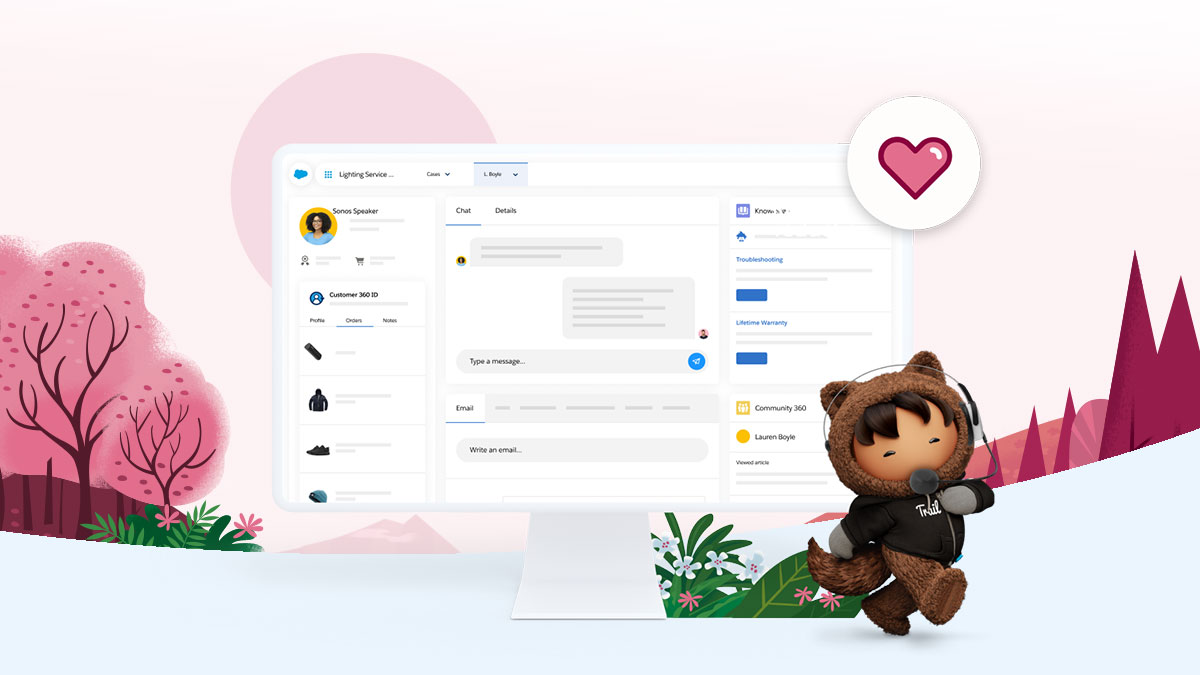 Lighting Service ...
Cases
L. Boyle
Sonos Speaker
Customer 360 ID
Profile
Orders
Notes
Chat
Details
Type a message...
Email
Write an email...
Troubleshooting
Lifetime Warranty
Community 360
Lauren Boyle
Viewed article
Trail